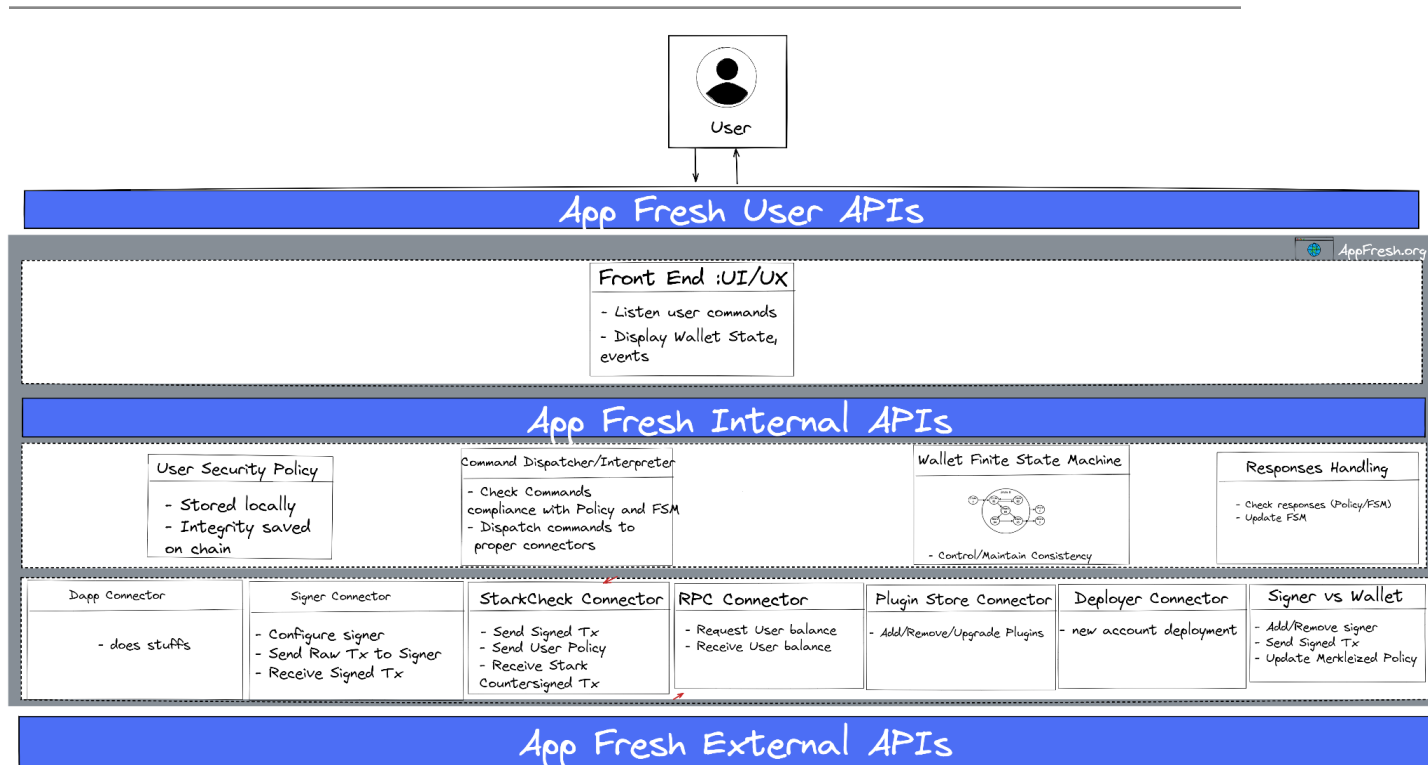 User
App Fresh User APIs
AppFresh.org
Front End :UI/UX
- Listen user commands
- Display Wallet State,
events
App Fresh Internal APIs
User Security Policy
- Stored locally
- Integrity saved
on chain
Command Dispatcher/Interpreter
- Check Commands
compliance with Policy and FSM
- Dispatch commands to
proper connectors
Wallet Finite State Machine
- Control/Maintain Consistency
Responses Handling
- Check responses (Policy/FSM)
- Update FSM
Dapp Connector
- does stuffs
Signer Connector
- Configure signer
- Send Raw Tx to Signer
- Receive Signed Tx
StarkCheck Connector
- Send Signed Tx
- Send User Policy
- Receive Stark
Countersigned Tx
RPC Connector
- Request User balance
- Receive User balance
Plugin Store Connector
- Add/Remove/Upgrade Plugins
Deployer Connector
- new account deployment
Signer vs Wallet
- Add/Remove signer
- Send Signed Tx
- Update Merkleized Policy
App Fresh External APIs